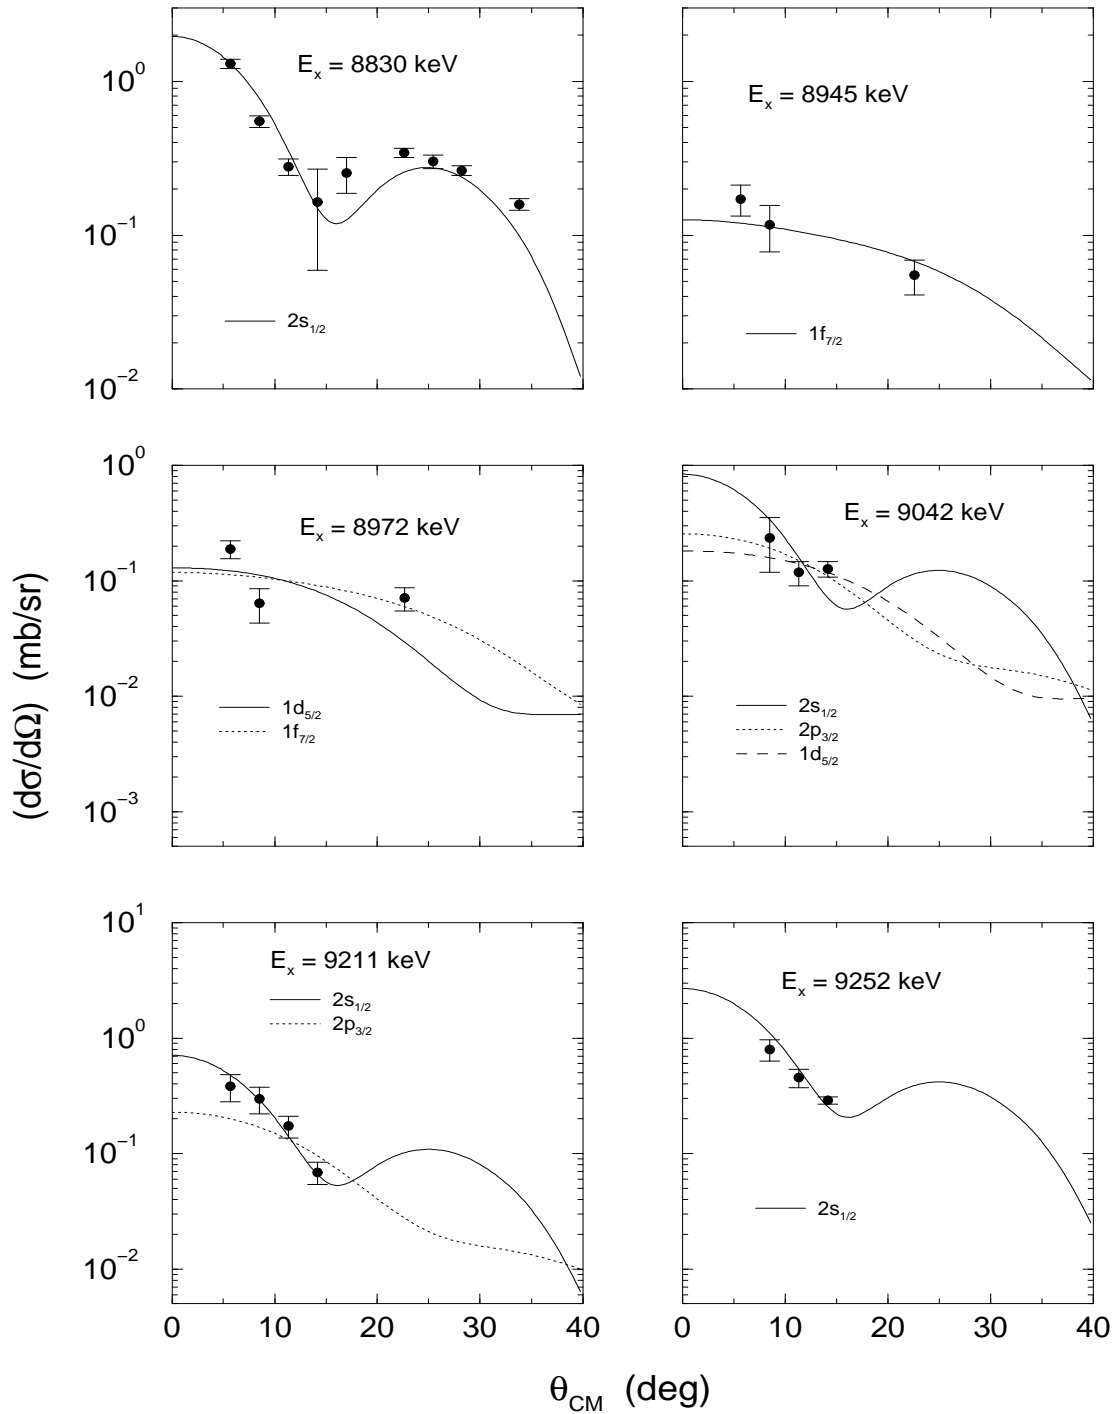 E_x = 8830 keV
10^0
10^−1
10^−2
2s_1/2
E_x = 8945 keV
1f_7/2
E_x = 8972 keV
10^0
10^−1
10^−2
10^−3
1d_5/2
1f_7/2
E_x = 9042 keV
2s_1/2
2p_3/2
1d_5/2
(dσ/dΩ) (mb/sr)
E_x = 9211 keV
2s_1/2
2p_3/2
10^1
10^0
10^−1
10^−2
E_x = 9252 keV
2s_1/2
0 10 20 30 40
0 10 20 30 40
θ_CM (deg)